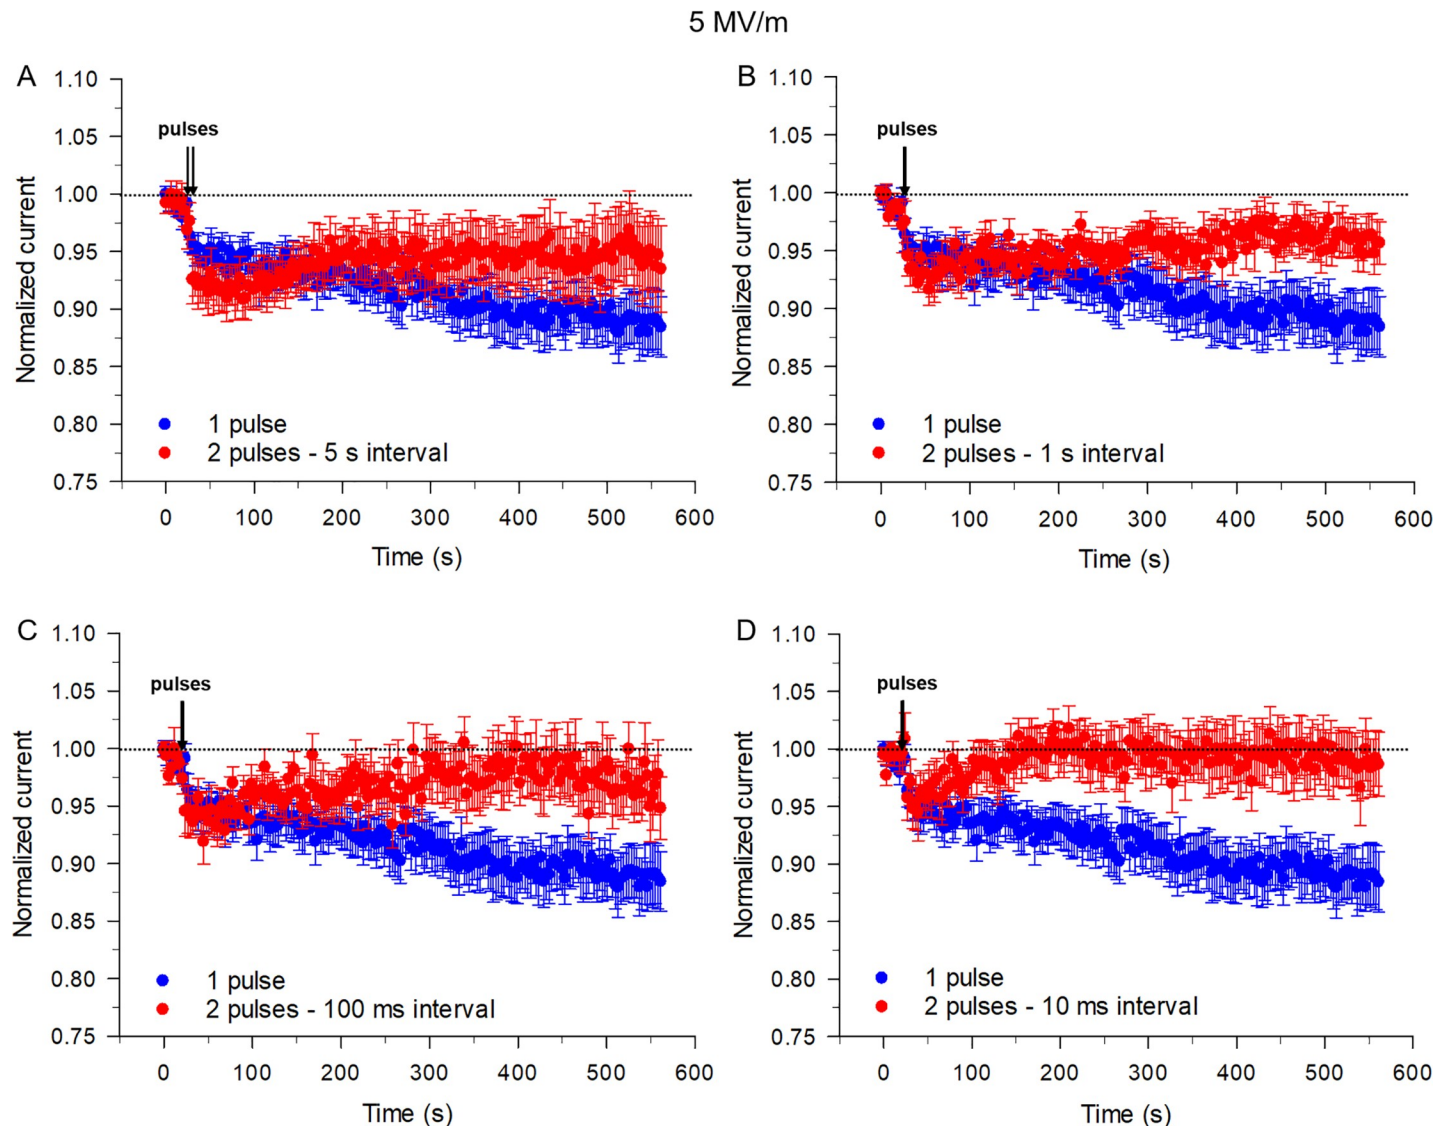 5 MV/m
A
1.10
1.05
1.00
0.95
0.90
0.85
0.80
0.75
Normalized current
pulses
1 pulse
2 pulses - 5 s interval
0 100 200 300 400 500 600
Time (s)
B
1.10
1.05
1.00
0.95
0.90
0.85
0.80
0.75
Normalized current
pulses
1 pulse
2 pulses - 1 s interval
0 100 200 300 400 500 600
Time (s)
C
1.10
1.05
1.00
0.95
0.90
0.85
0.80
0.75
Normalized current
pulses
1 pulse
2 pulses - 100 ms interval
0 100 200 300 400 500 600
Time (s)
D
1.10
1.05
1.00
0.95
0.90
0.85
0.80
0.75
Normalized current
pulses
1 pulse
2 pulses - 10 ms interval
0 100 200 300 400 500 600
Time (s)